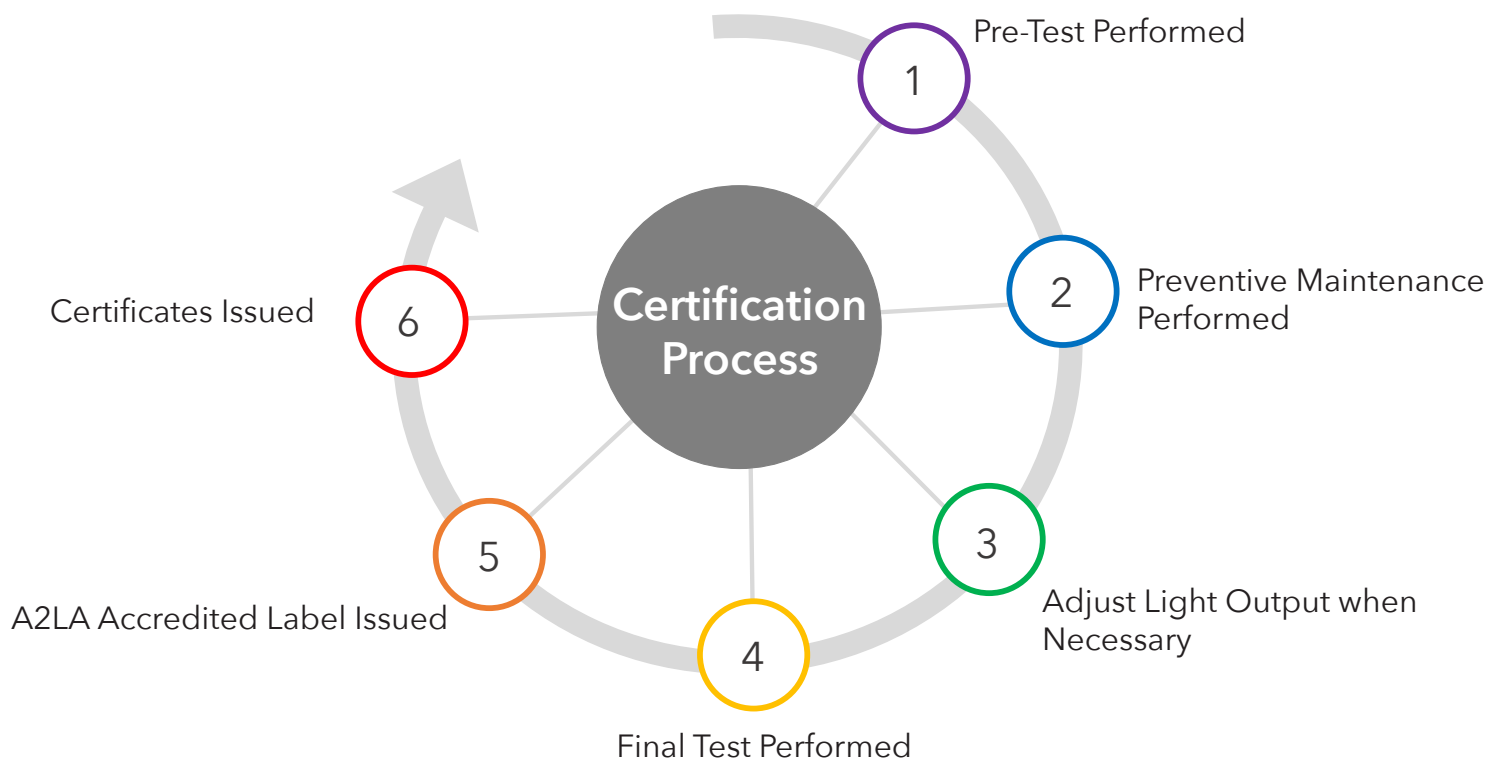 Certification
Process
1
Pre-Test Performed
2
Preventive Maintenance
Performed
3
Adjust Light Output when
Necessary
4
Final Test Performed
5
A2LA Accredited Label Issued
6
Certificates Issued